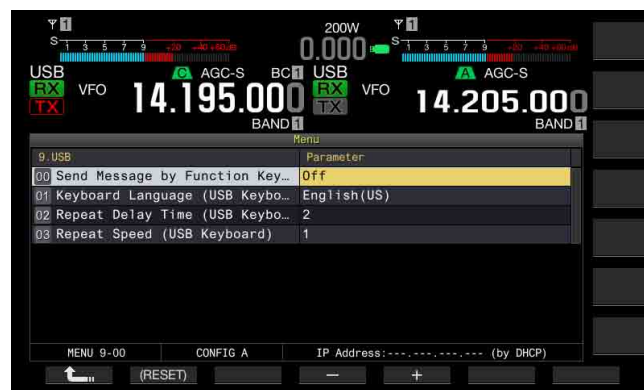 200W
1 1
S 1 3 5 7 9 +20 +40 +60dB 0.000 S 1 3 5 7 9 +20 +40 +60dB
USB C AGC-S BC 1 USB A AGC-S
RX VFO 14.195.000 RX VFO 14.205.000
TX TX
BAND 1 BAND 1
Menu
9.USB Parameter
00 Send Message by Function Key… Off
01 Keyboard Language (USB Keybo… English(US)
02 Repeat Delay Time (USB Keybo… 2
03 Repeat Speed (USB Keyboard) 1
MENU 9-00 CONFIG A IP Address:---.---.---.--- (by DHCP)
(RESET) − +